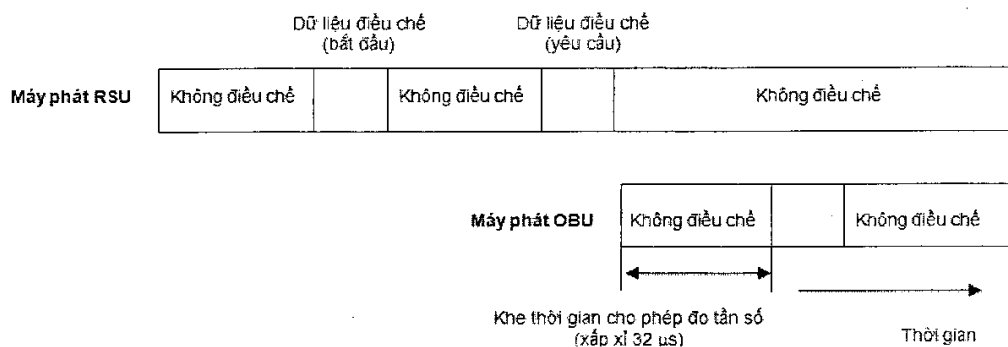 Dữ liệu điều chế
(bắt đầu)
Dữ liệu điều chế
(yêu cầu)
Máy phát RSU
Không điều chế
Không điều chế
Không điều chế
Máy phát OBU
Không điều chế
Không điều chế
Khe thời gian cho phép đo tần số
(xấp xỉ 32 µs)
Thời gian